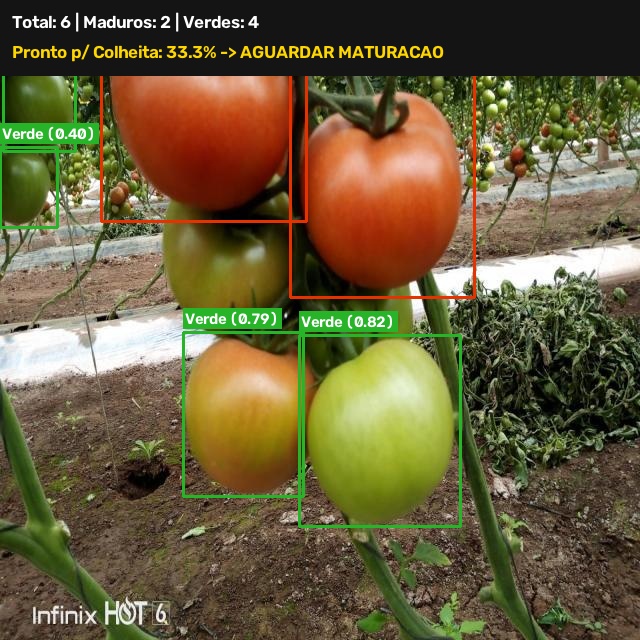 Total: 6 | Maduros: 2 | Verdes: 4
Pronto p/ Colheita: 33.3% -> AGUARDAR MATURACAO
Verde (0.40)
Verde (0.79)
Verde (0.82)
Infinix HOT 6